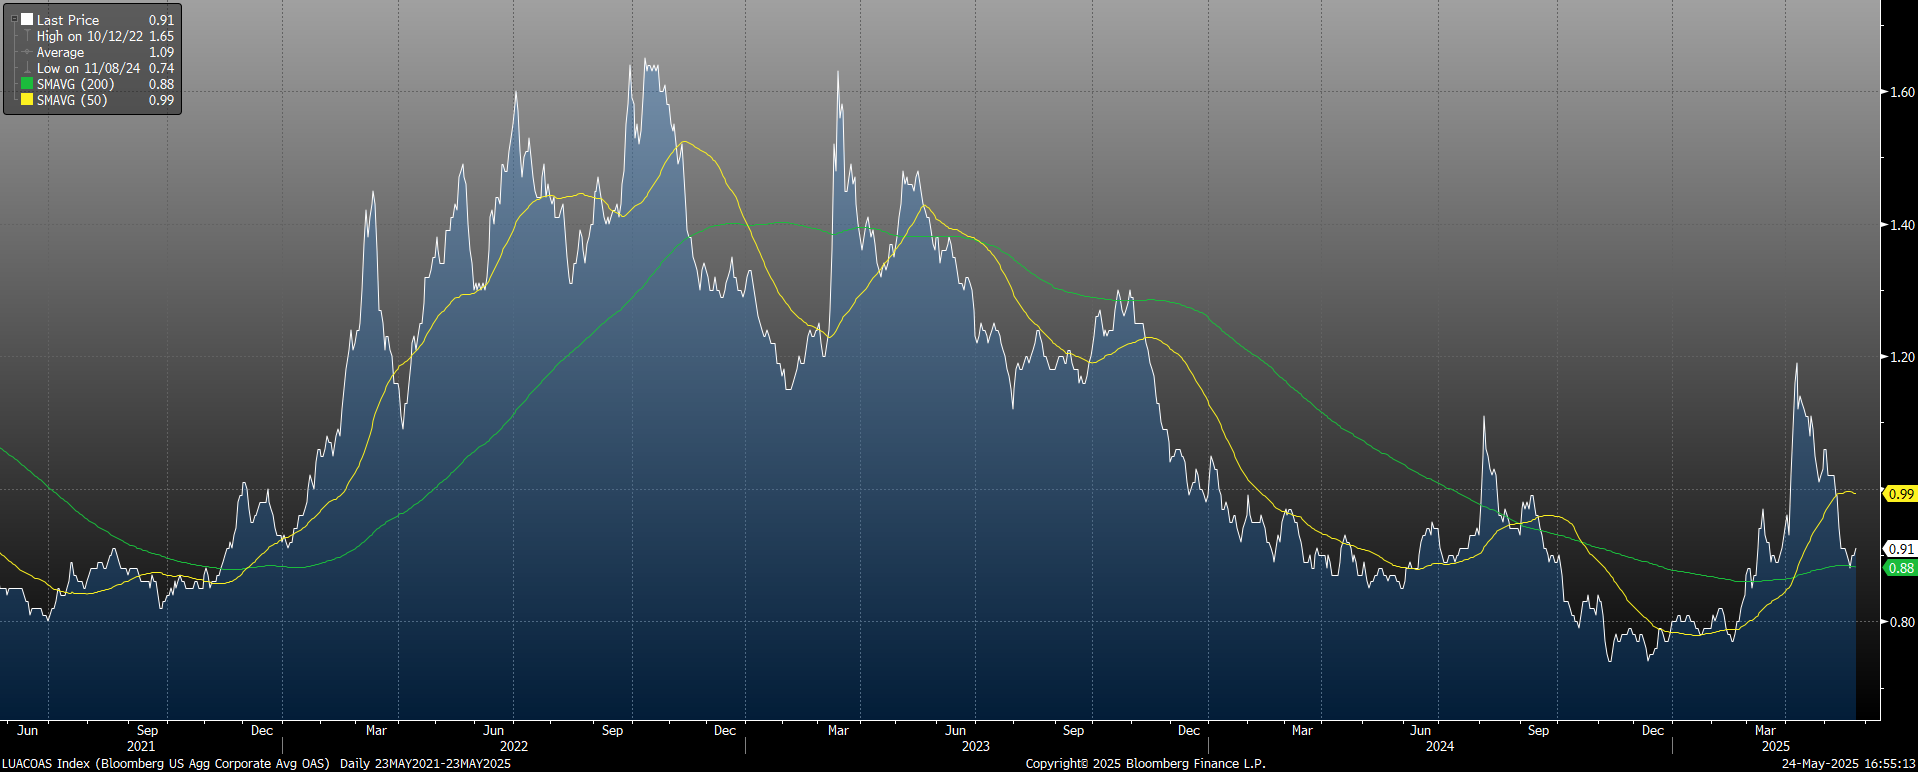 Last Price 0.91
High on 10/12/22 1.65
Average 1.09
Low on 11/08/24 0.74
SMAVG (200) 0.88
SMAVG (50) 0.99
1.60
1.40
1.20
0.99
0.91
0.88
0.80
Jun Sep Dec Mar Jun Sep Dec Mar Jun Sep Dec Mar Jun Sep Dec Mar
2021 2022 2023 2024 2025
LUACOAS Index (Bloomberg US Agg Corporate Avg OAS) Daily 23MAY2021-23MAY2025 Copyright© 2025 Bloomberg Finance L.P. 24-May-2025 16:55:13